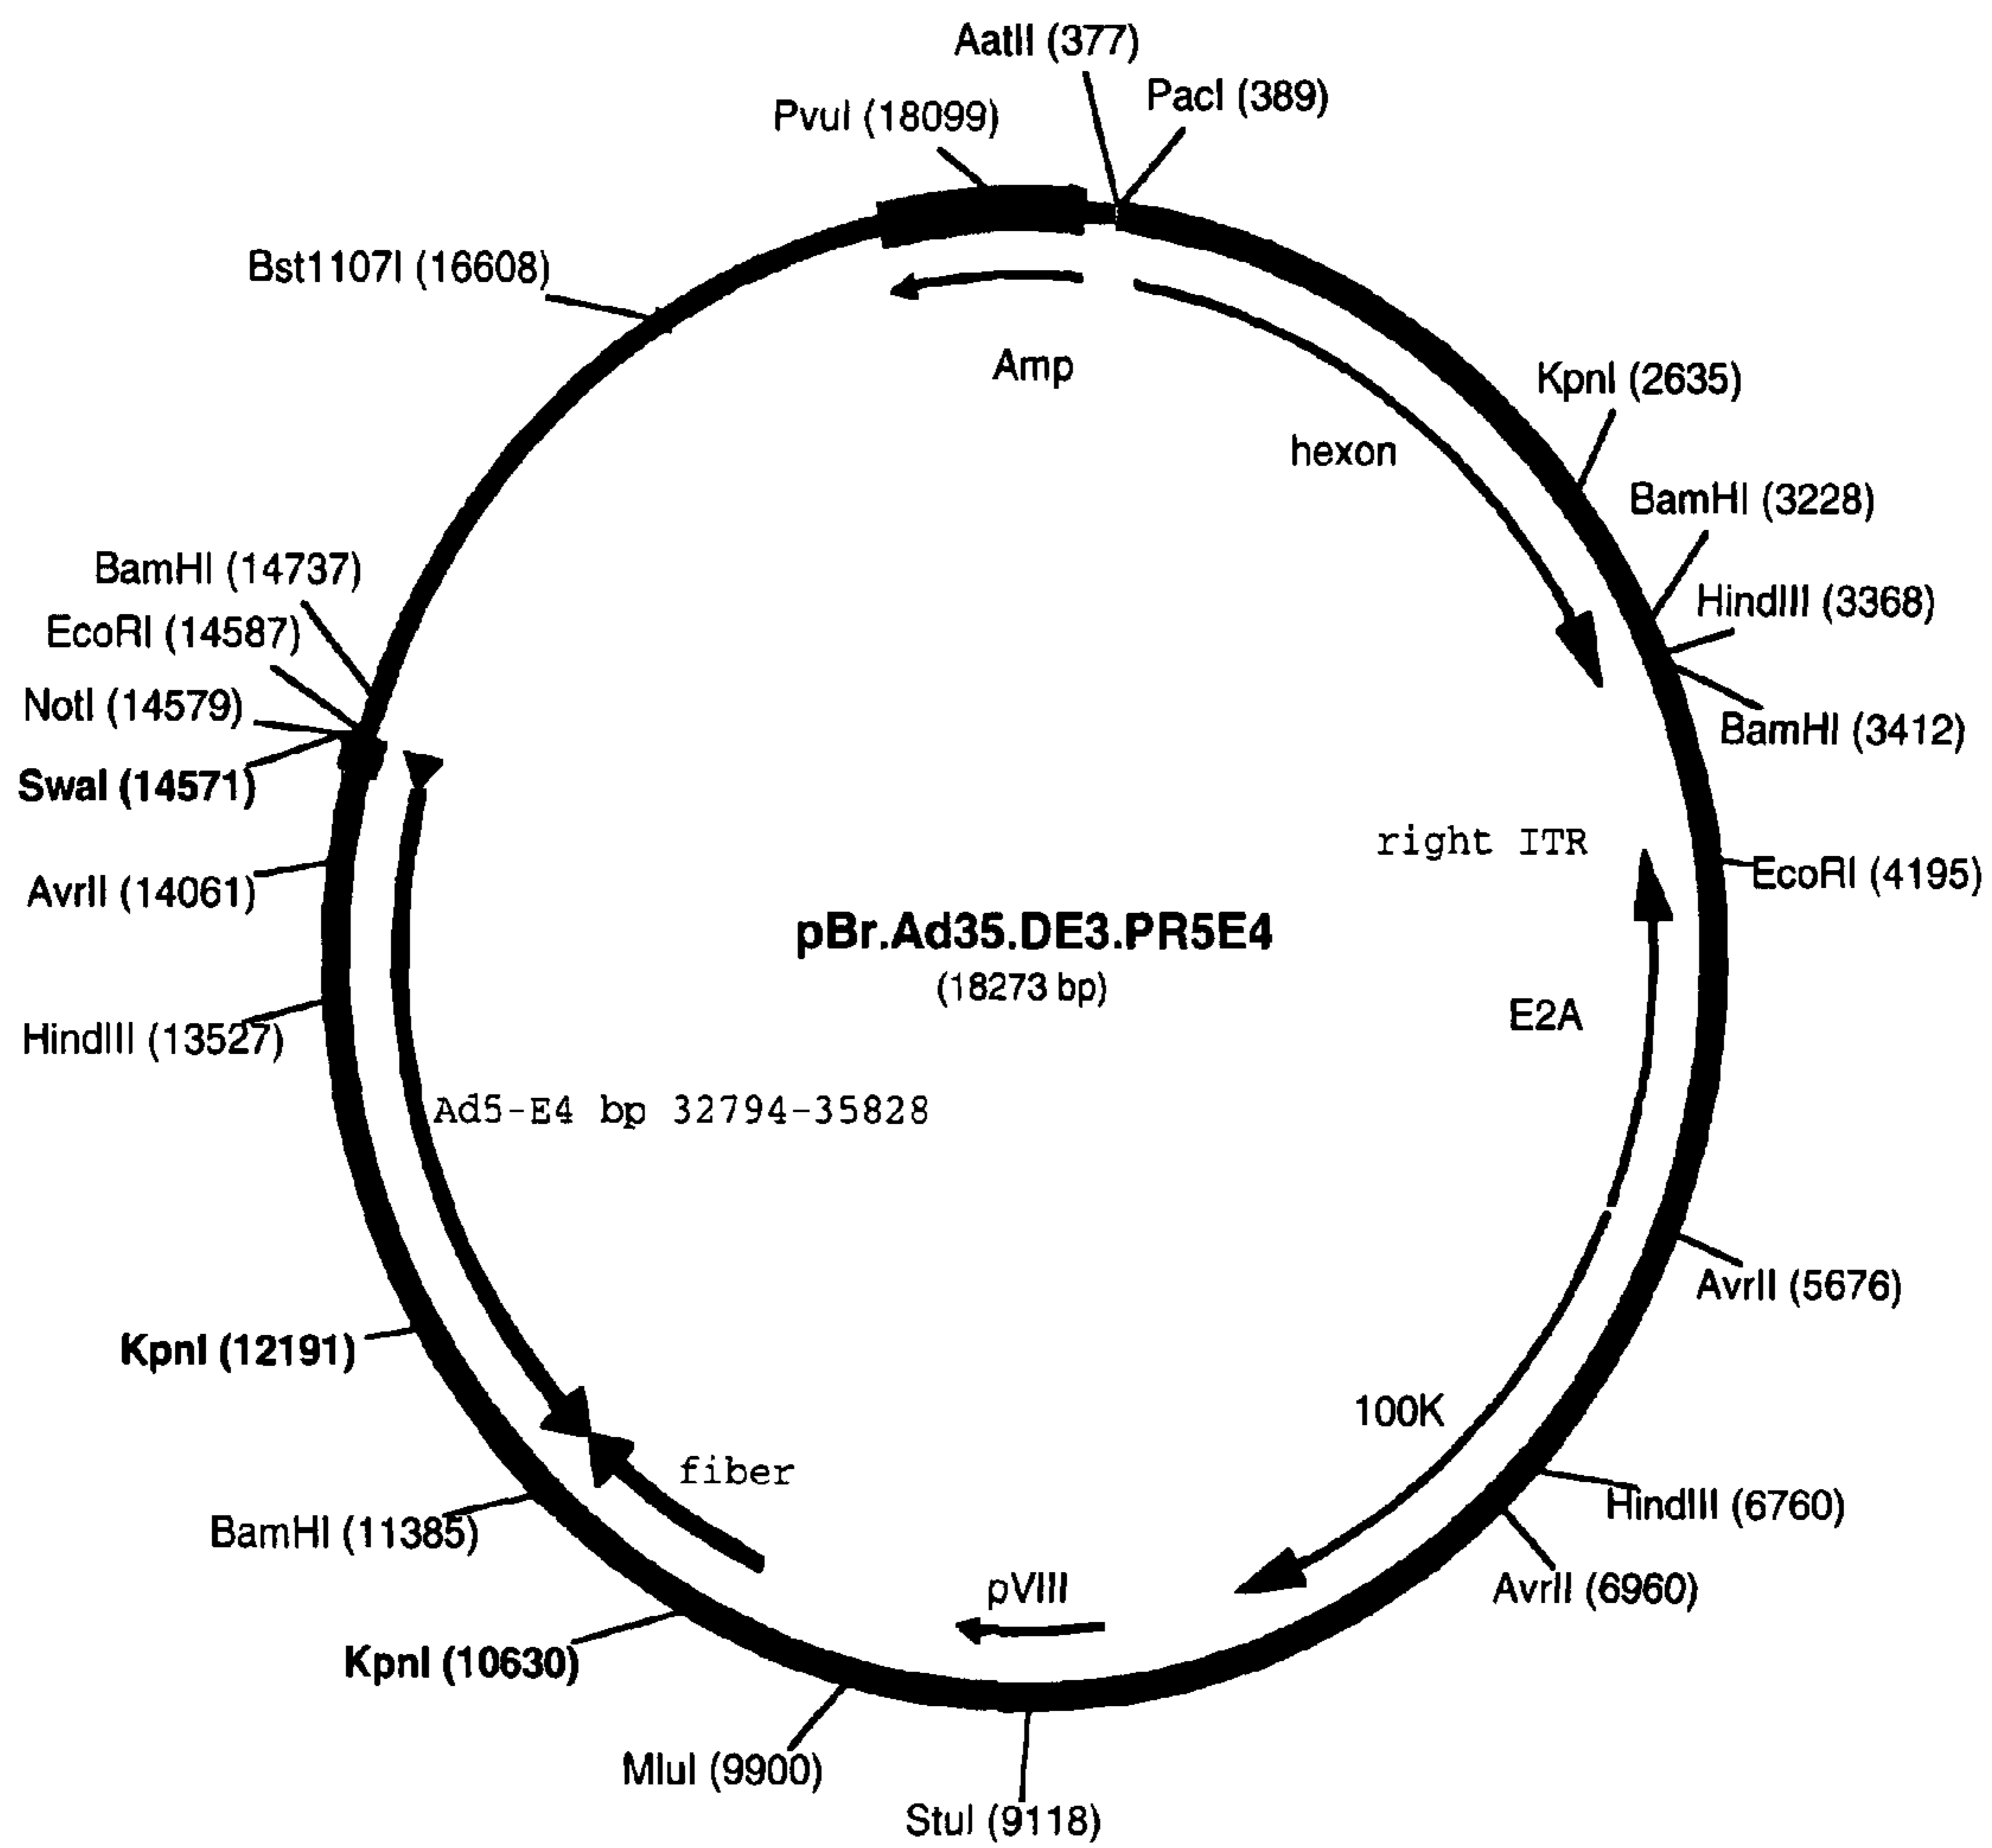 AatII (377)
PacI (389)
PvuI (18099)
Bst1107I (16608)
Amp
KpnI (2635)
hexon
BamHI (3228)
BamHI (14737)
HindIII (3368)
EcoRI (14587)
NotI (14579)
BamHI (3412)
SwaI (14571)
right ITR
EcoRI (4195)
AvrII (14061)
pBr.Ad35.DE3.PR5E4
(18273 bp)
E2A
HindIII (13527)
Ad5-E4 bp 32794-35828
AvrII (5676)
KpnI (12191)
100K
fiber
HindIII (6760)
BamHI (11385)
pVIII
AvrII (6960)
KpnI (10630)
MluI (9900)
StuI (9118)